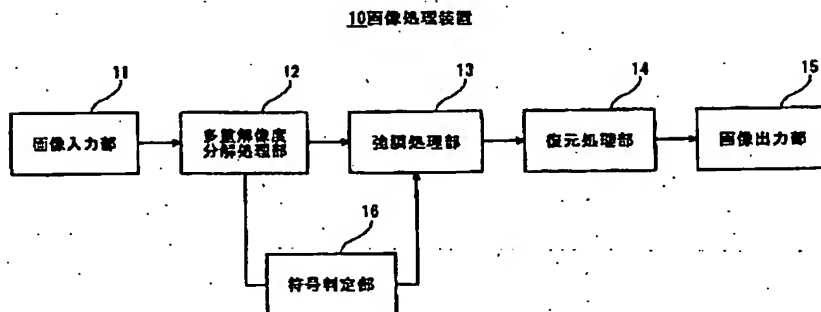 10画像処理装置
11
12
13
14
15
画像入力部
多重解像度
分解処理部
強調処理部
復元処理部
画像出力部
16
符号判定部